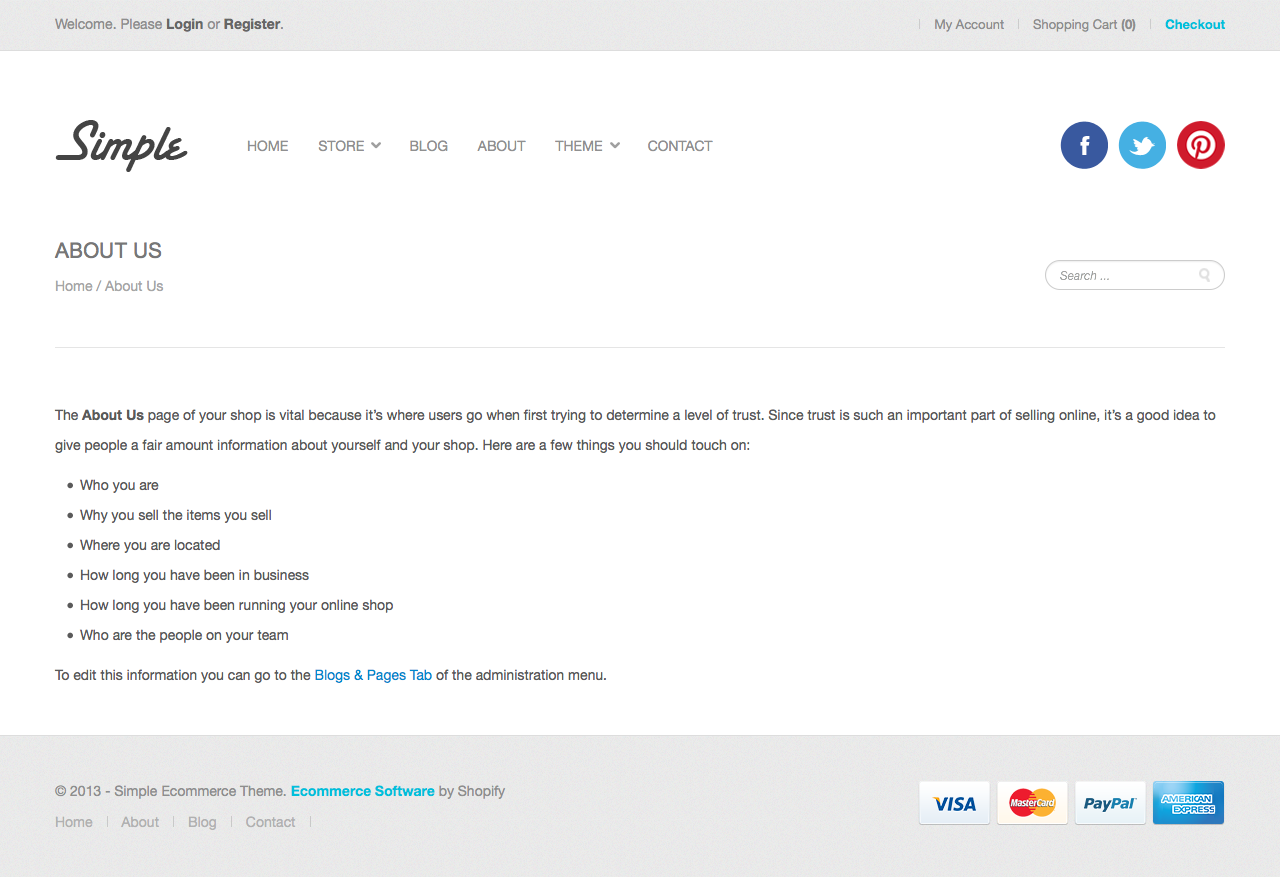 Welcome. Please Login or Register.
My Account
Shopping Cart (0)
Checkout
Simple
HOME
STORE
BLOG
ABOUT
THEME
CONTACT
f
ABOUT US
Home / About Us
Search ...
The About Us page of your shop is vital because it’s where users go when first trying to determine a level of trust. Since trust is such an important part of selling online, it’s a good idea to
give people a fair amount information about yourself and your shop. Here are a few things you should touch on:
• Who you are
• Why you sell the items you sell
• Where you are located
• How long you have been in business
• How long you have been running your online shop
• Who are the people on your team
To edit this information you can go to the Blogs & Pages Tab of the administration menu.
© 2013 - Simple Ecommerce Theme. Ecommerce Software by Shopify
Home
About
Blog
Contact
VISA
MasterCard
PayPal
AMERICAN
EXPRESS